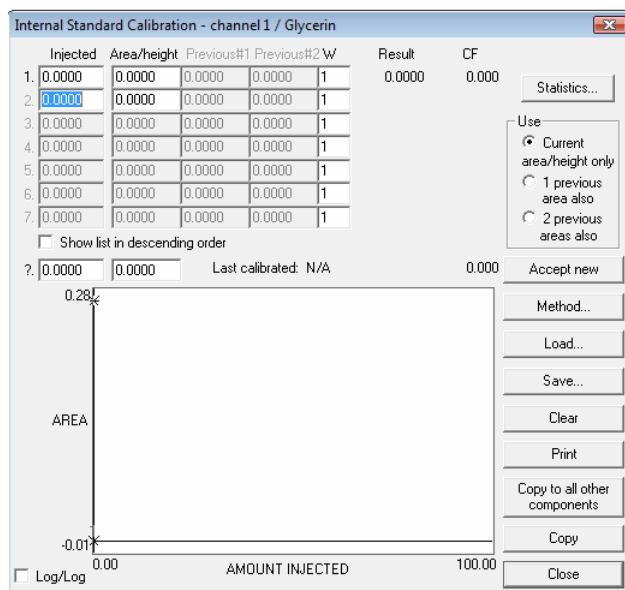 Internal Standard Calibration - channel 1 / Glycerin
Injected Area/height Previous#1 Previous#2 W Result CF
1. 0.0000 0.0000 0.0000 0.0000 1 0.0000 0.000
2. 0.0000 0.0000 0.0000 0.0000 1
3. 0.0000 0.0000 0.0000 0.0000 1
4. 0.0000 0.0000 0.0000 0.0000 1
5. 0.0000 0.0000 0.0000 0.0000 1
6. 0.0000 0.0000 0.0000 0.0000 1
7. 0.0000 0.0000 0.0000 0.0000 1
Show list in descending order
?. 0.0000 0.0000 Last calibrated: N/A 0.000
Statistics...
Use
Current
area/height only
1 previous
area also
2 previous
areas also
Accept new
Method...
Load...
Save...
Clear
Print
Copy to all other
components
Copy
Close
0.28
AREA
-0.01
0.00 AMOUNT INJECTED 100.00
Log/Log